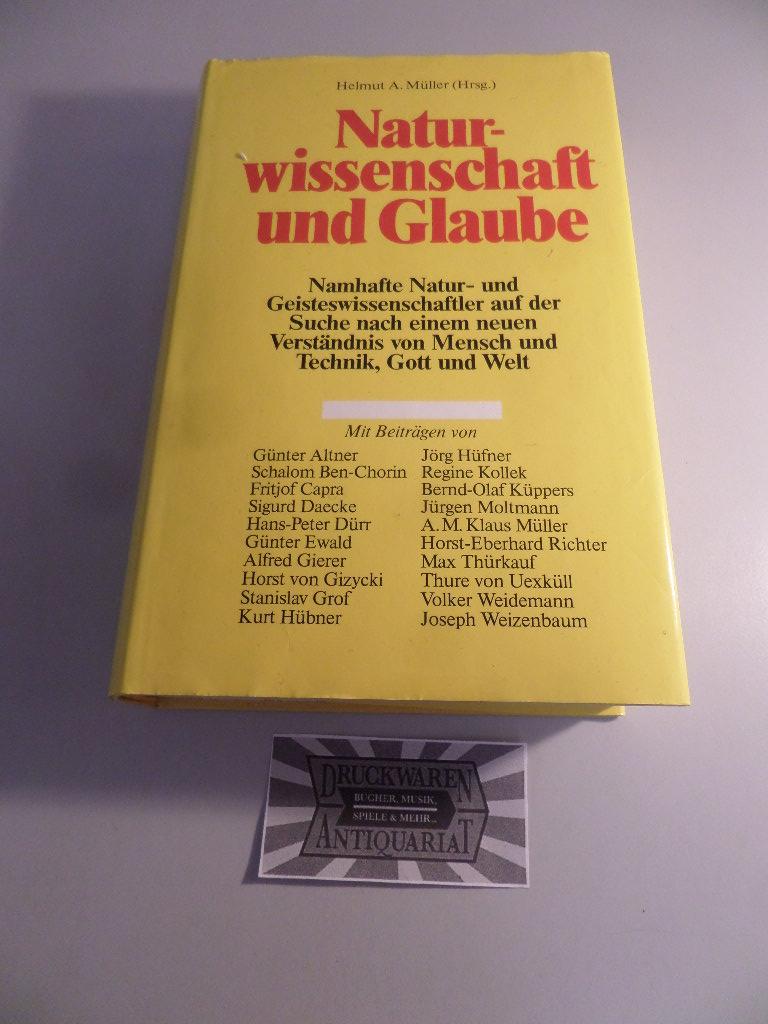 Helmut A. Müller (Hrsg.)
Natur-
wissenschaft
und Glaube
Namhafte Natur- und
Geisteswissenschaftler auf der
Suche nach einem neuen
Verständnis von Mensch und
Technik, Gott und Welt
Mit Beiträgen von
Günter Altner
Schalom Ben-Chorin
Fritjof Capra
Sigurd Daecke
Hans-Peter Dürr
Günter Ewald
Alfred Gierer
Horst von Gizycki
Stanislav Grof
Kurt Hübner
Jörg Hüfner
Regine Kollek
Bernd-Olaf Küppers
Jürgen Moltmann
A. M. Klaus Müller
Horst-Eberhard Richter
Max Thürkauf
Thure von Uexküll
Volker Weidemann
Joseph Weizenbaum
DRUCKWAREN
BÜCHER, MUSIK,
SPIELE & MEHR...
ANTIQUARIAT